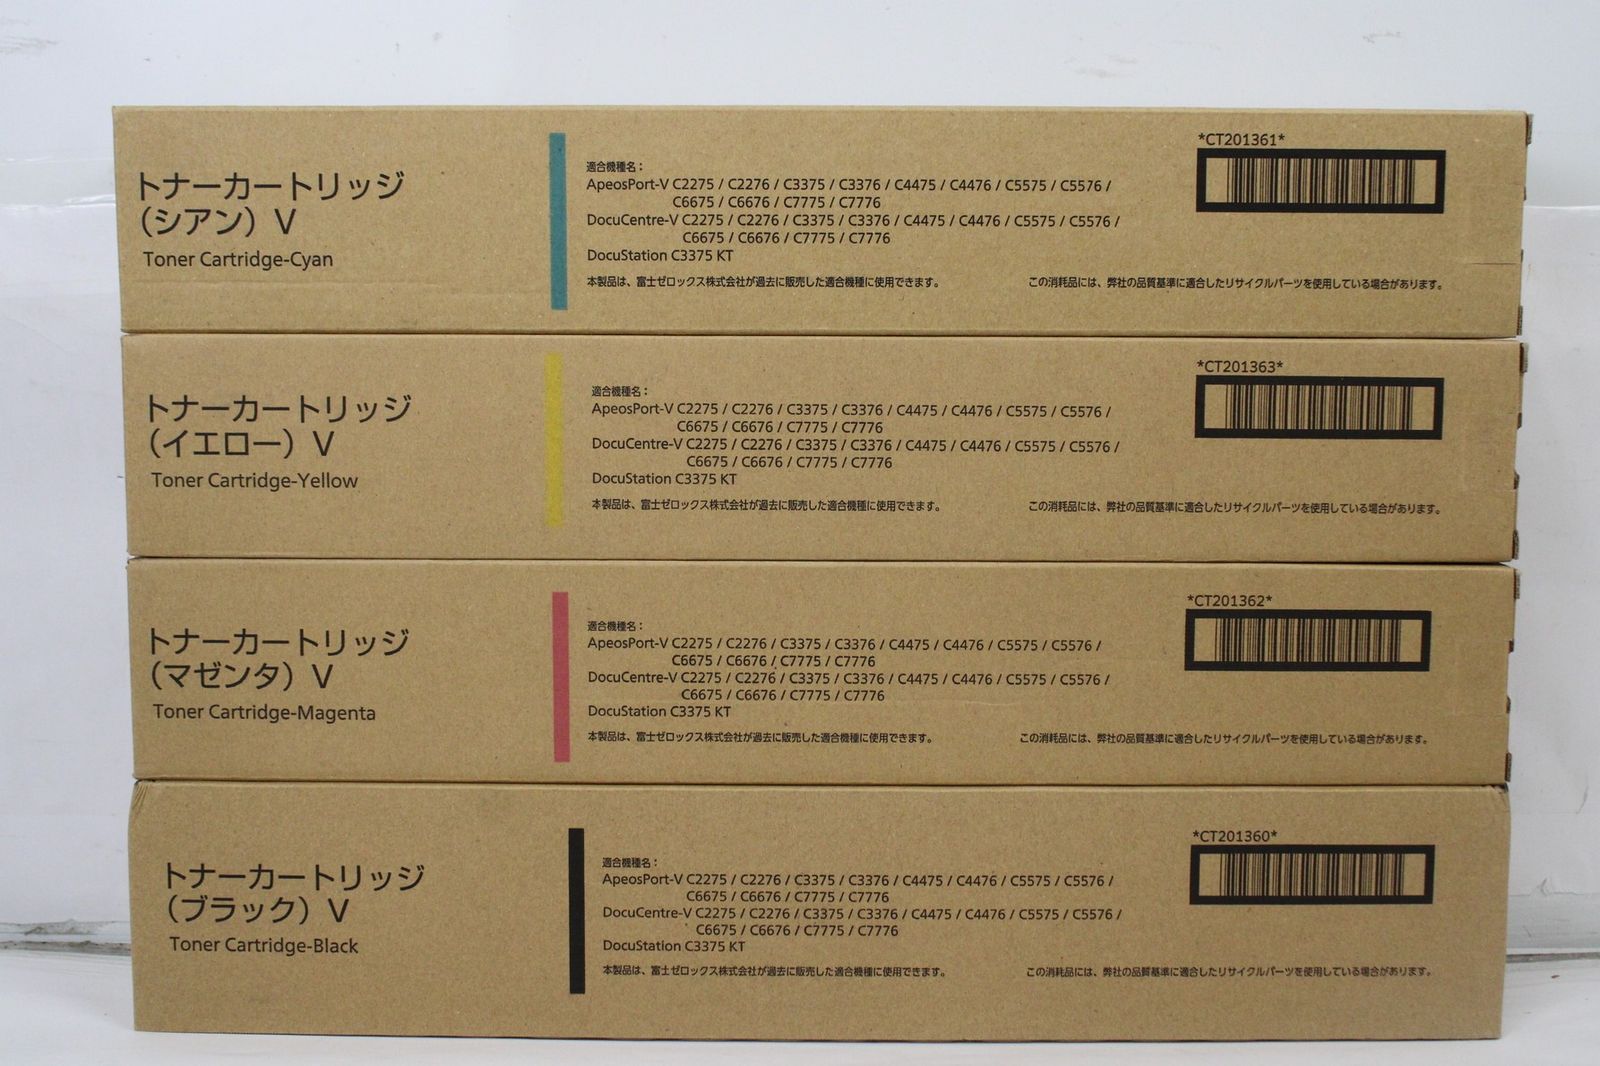 トナーカートリッジ
（シアン）V
Toner Cartridge-Cyan
適合機種名：
ApeosPort-V C2275 / C2276 / C3375 / C3376 / C4475 / C4476 / C5575 / C5576 /
C6675 / C6676 / C7775 / C7776
DocuCentre-V C2275 / C2276 / C3375 / C3376 / C4475 / C4476 / C5575 / C5576 /
C6675 / C6676 / C7775 / C7776
DocuStation C3375 KT
本製品は、富士ゼロックス株式会社が過去に販売した適合機種に使用できます。
*CT201361*
この消耗品には、弊社の品質基準に適合したリサイクルパーツを使用している場合があります。
トナーカートリッジ
（イエロー）V
Toner Cartridge-Yellow
適合機種名：
ApeosPort-V C2275 / C2276 / C3375 / C3376 / C4475 / C4476 / C5575 / C5576 /
C6675 / C6676 / C7775 / C7776
DocuCentre-V C2275 / C2276 / C3375 / C3376 / C4475 / C4476 / C5575 / C5576 /
C6675 / C6676 / C7775 / C7776
DocuStation C3375 KT
本製品は、富士ゼロックス株式会社が過去に販売した適合機種に使用できます。
*CT201363*
この消耗品には、弊社の品質基準に適合したリサイクルパーツを使用している場合があります。
トナーカートリッジ
（マゼンタ）V
Toner Cartridge-Magenta
適合機種名：
ApeosPort-V C2275 / C2276 / C3375 / C3376 / C4475 / C4476 / C5575 / C5576 /
C6675 / C6676 / C7775 / C7776
DocuCentre-V C2275 / C2276 / C3375 / C3376 / C4475 / C4476 / C5575 / C5576 /
C6675 / C6676 / C7775 / C7776
DocuStation C3375 KT
本製品は、富士ゼロックス株式会社が過去に販売した適合機種に使用できます。
*CT201362*
この消耗品には、弊社の品質基準に適合したリサイクルパーツを使用している場合があります。
トナーカートリッジ
（ブラック）V
Toner Cartridge-Black
適合機種名：
ApeosPort-V C2275 / C2276 / C3375 / C3376 / C4475 / C4476 / C5575 / C5576 /
C6675 / C6676 / C7775 / C7776
DocuCentre-V C2275 / C2276 / C3375 / C3376 / C4475 / C4476 / C5575 / C5576 /
C6675 / C6676 / C7775 / C7776
DocuStation C3375 KT
本製品は、富士ゼロックス株式会社が過去に販売した適合機種に使用できます。
*CT201360*
この消耗品には、弊社の品質基準に適合したリサイクルパーツを使用している場合があります。